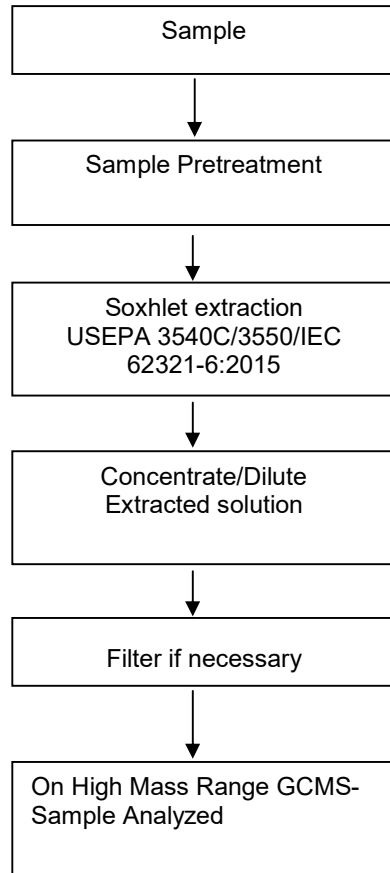 Sample
Sample Pretreatment
Soxhlet extraction
USEPA 3540C/3550/IEC
62321-6:2015
Concentrate/Dilute
Extracted solution
Filter if necessary
On High Mass Range GCMS-
Sample Analyzed